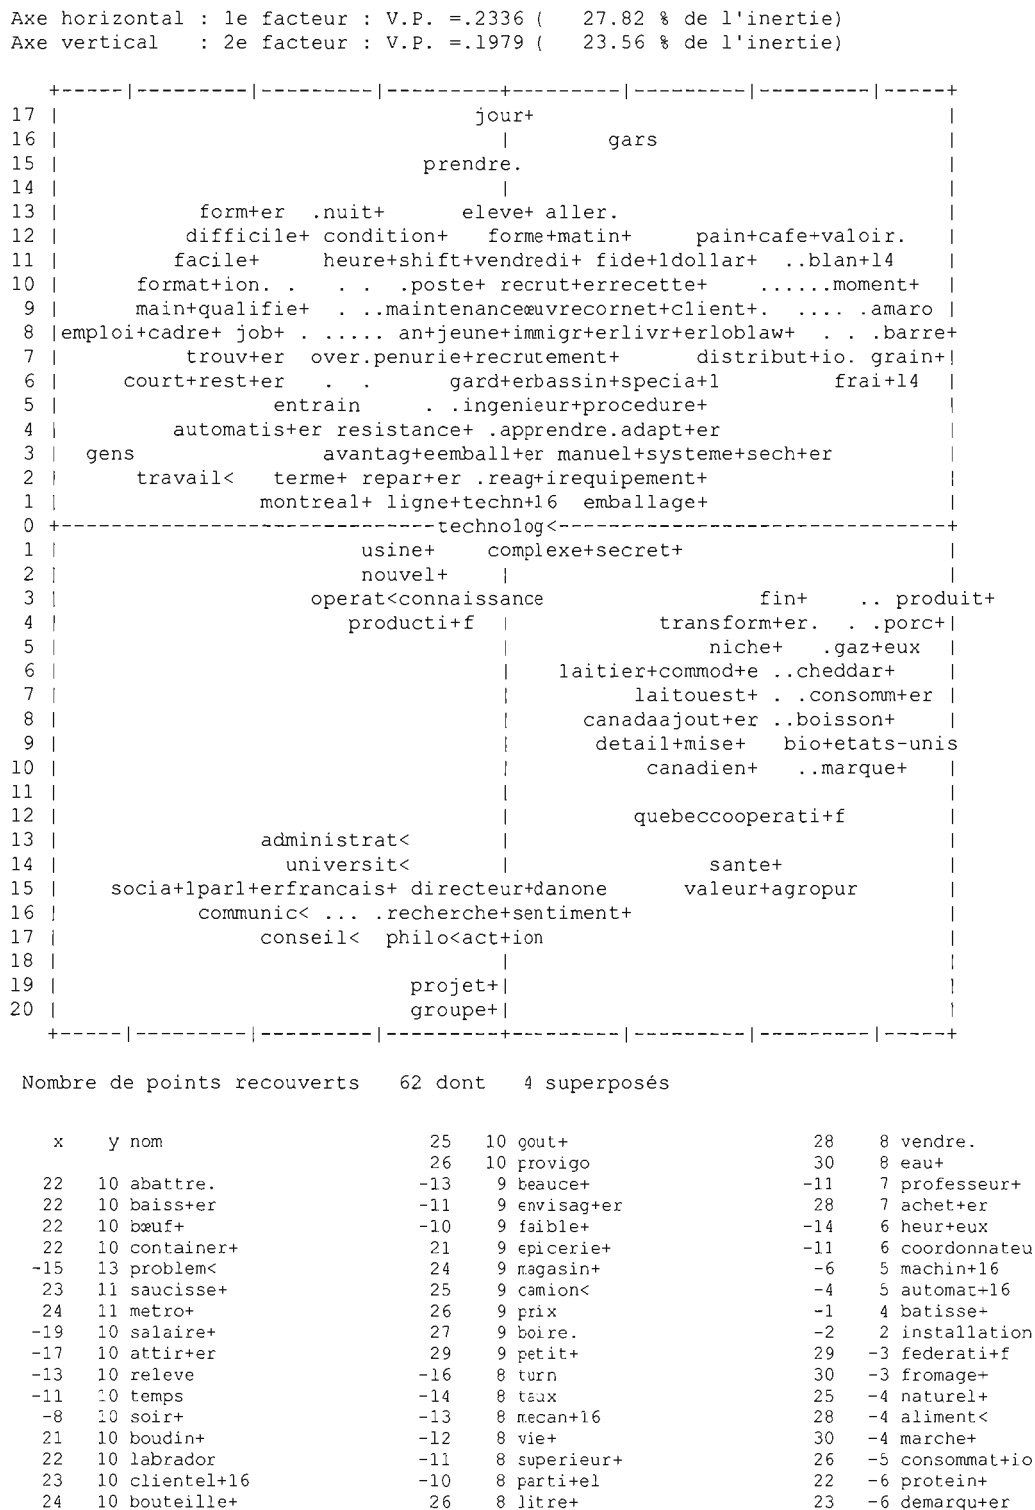 Axe horizontal : 1e facteur : V.P. =.2336 (   27.82 % de l'inertie)
Axe vertical   : 2e facteur : V.P. =.1979 (   23.56 % de l'inertie)
+-----|---------|---------|---------+---------|---------|---------|-----+
17 |                                  jour+                                 |
16 |                                    |        gars                       |
15 |                              prendre.                                  |
14 |                                    |                                   |
13 |            form+er  .nuit+      eleve+ aller.                          |
12 |           difficile+ condition+   forme+matin+     pain+cafe+valoir.   |
11 |          facile+     heure+shift+vendredi+ fide+ldollar+  ..blan+14    |
10 |       format+ion. .   . . .poste+ recrut+errecette+    ......moment+   |
9 |       main+qualifie+  . ..maintenanceœuvrecornet+client+. .... .amaro |
8 |emploi+cadre+ job+ . ...... an+jeune+immigr+erlivr+erloblaw+   . . .barre+
7 |           trouv+er  over.penurie+recrutement+      distribut+io. grain+|
6 |      court+rest+er   .  .      gard+erbassin+specia+l         frai+14  |
5 |                  entrain     . .ingenieur+procedure+                   |
4 |          automatis+er resistance+ .apprendre.adapt+er                  |
3 |   gens               avantag+eemball+er manuel+systeme+sech+er         |
2 |       travail<   terme+ repar+er .reag+irequipement+                   |
1 |                 montreal+ ligne+techn+16  emballage+                   |
0 +------------------------------technolog<-------------------------------+
1 |                         usine+    complexe+secret+                     |
2 |                         nouvel+    |                                   |
3 |                     operat<connaissance                 fin+    .. produit+
4 |                        producti+f  |            transform+er.  . .porc+|
5 |                                    |                niche+   .gaz+eux  |
6 |                                    |    laitier+commod+e ..cheddar+    |
7 |                                    |          laitouest+ . .consomm+er |
8 |                                    |      canadaajout+er ..boisson+    |
9 |                                    |       detail+mise+   bio+etats-unis
10 |                                    |           canadien+   ..marque+   |
11 |                                    |                                   |
12 |                                    |          quebeccooperati+f        |
13 |                 administrat<       |                                   |
14 |                   universit<       |                sante+             |
15 |     socia+lparl+erfrancais+ directeur+danone      valeur+agropur       |
16 |            communic< ... .recherche+sentiment+                         |
17 |                 conseil<  philo<act+ion                                |
18 |                                    |                                   |
19 |                             projet+|                                   |
20 |                             groupe+|                                   |
+-----|---------|---------|---------+---------|---------|---------|-----+
Nombre de points recouverts   62 dont   4 superposés
x    y nom
22   10 abattre.
22   10 baiss+er
22   10 bœuf+
22   10 container+
-15   13 problem<
23   11 saucisse+
24   11 metro+
-19   10 salaire+
-17   10 attir+er
-13   10 releve
-11   10 temps
-8   10 soir+
21   10 boudin+
22   10 labrador
23   10 clientel+16
24   10 bouteille+
25   10 gout+
26   10 provigo
-13    9 beauce+
-11    9 envisag+er
-10    9 faible+
21    9 epicerie+
24    9 magasin+
25    9 camion<
26    9 prix
27    9 boire.
29    9 petit+
-16    8 turn
-14    8 taux
-13    8 mecan+16
-12    8 vie+
-11    8 superieur+
-10    8 parti+el
26    8 litre+
28    8 vendre.
30    8 eau+
-11    7 professeur+
28    7 achet+er
-14    6 heur+eux
-11    6 coordonnateu
-6    5 machin+16
-4    5 automat+16
-1    4 batisse+
-2    2 installation
29   -3 federati+f
30   -3 fromage+
25   -4 naturel+
28   -4 aliment<
30   -4 marche+
26   -5 consommat+io
22   -6 protein+
23   -6 demarqu+er